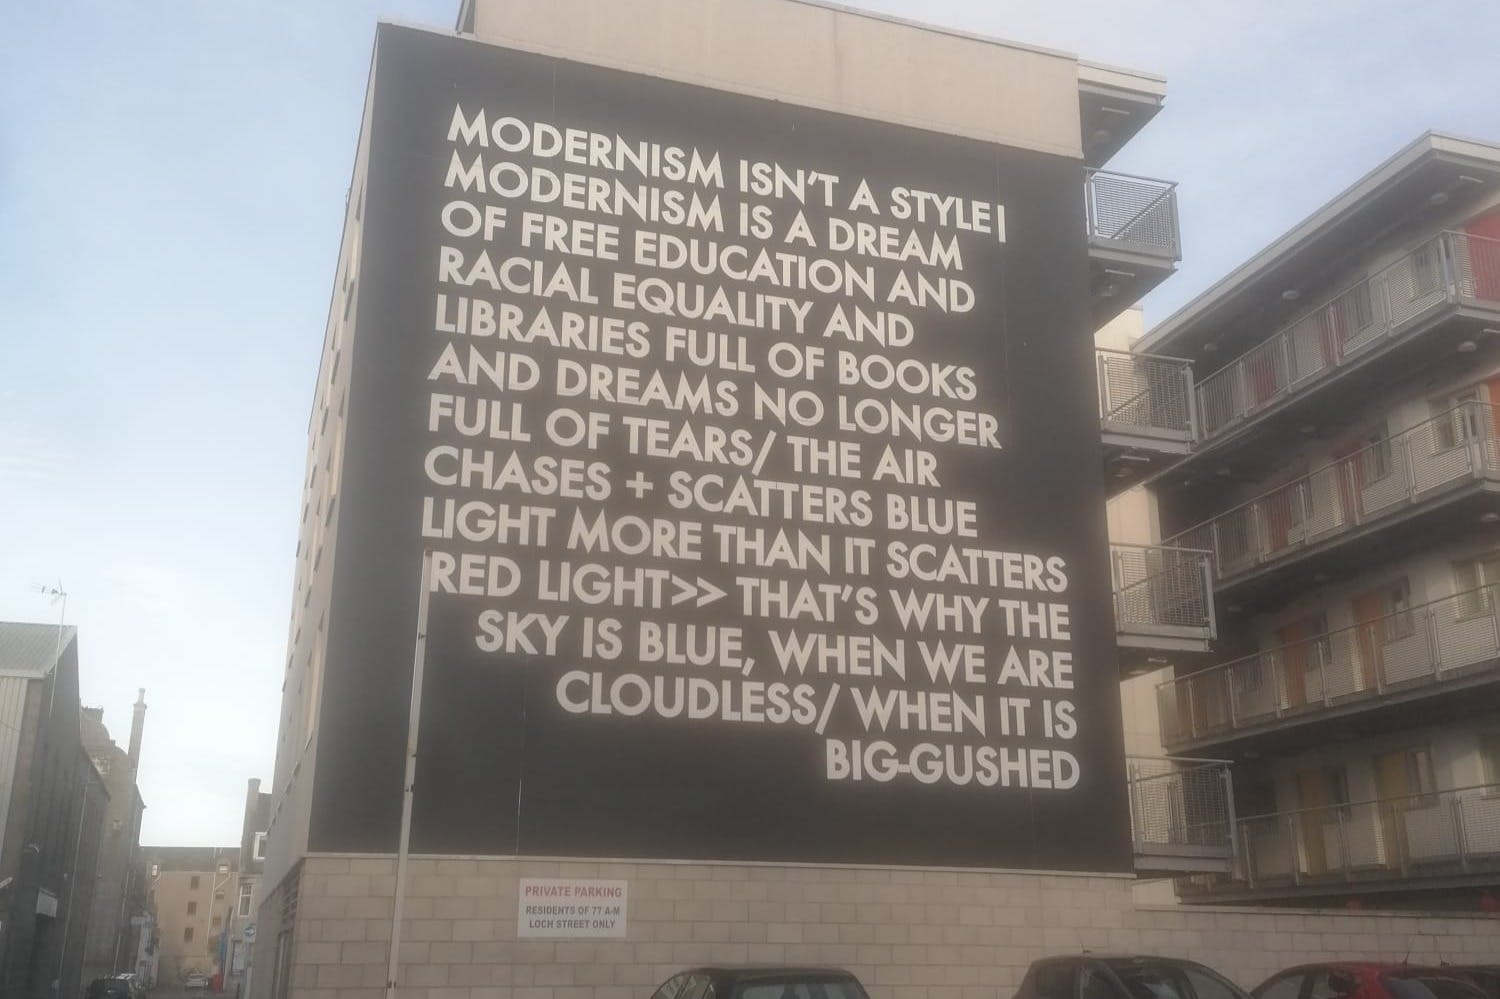 MODERNISM ISN'T A STYLE|
MODERNISM IS A DREAM
OF FREE EDUCATION AND
RACIAL EQUALITY AND
LIBRARIES FULL OF BOOKS
AND DREAMS NO LONGER
FULL OF TEARS/ THE AIR
CHASES + SCATTERS BLUE
LIGHT MORE THAN IT SCATTERS
RED LIGHT>> THAT'S WHY THE
SKY IS BLUE, WHEN WE ARE
CLOUDLESS/ WHEN IT IS
BIG-GUSHED
PRIVATE PARKING
RESIDENTS OF 77 A-M
LOCH STREET ONLY